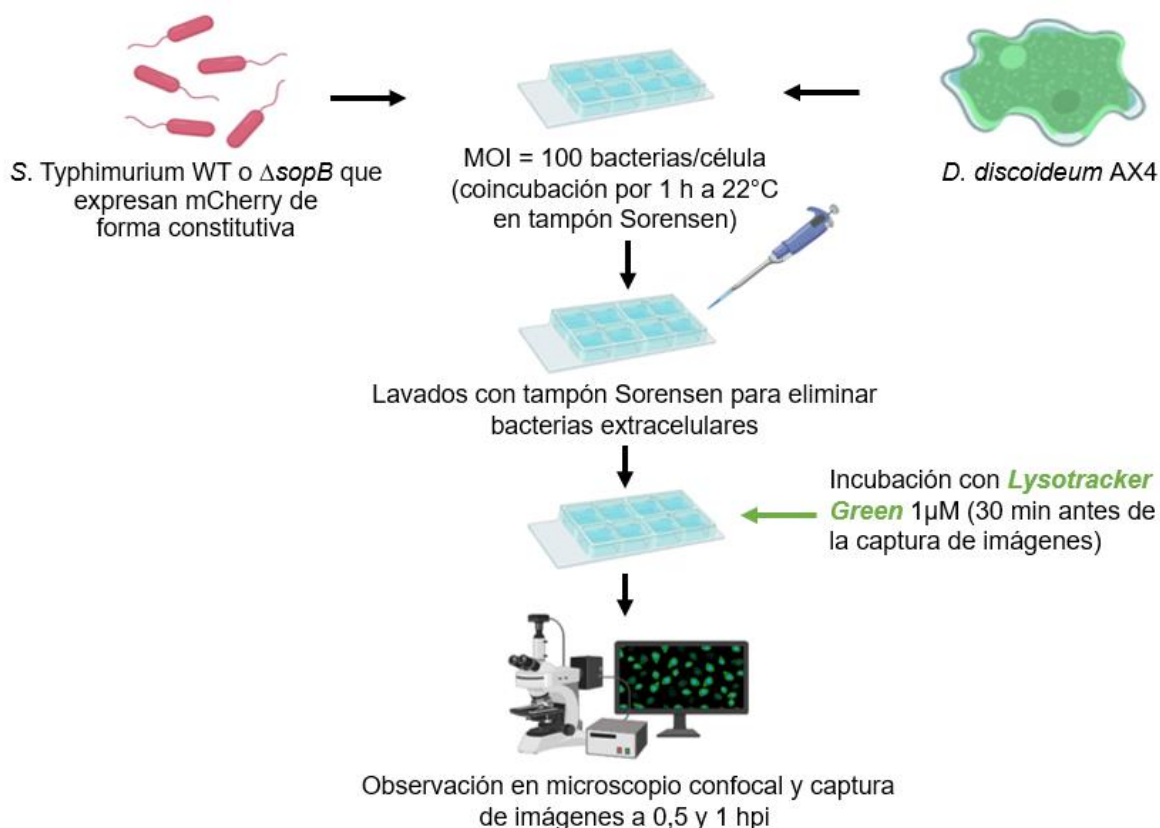 S. Typhimurium WT o ΔsopB que
expresan mCherry de
forma constitutiva
MOI = 100 bacterias/célula
(coincubación por 1 h a 22°C
en tampón Sorensen)
D. discoideum AX4
Lavados con tampón Sorensen para eliminar
bacterias extracelulares
Incubación con Lysotracker
Green 1µM (30 min antes de
la captura de imágenes)
Observación en microscopio confocal y captura
de imágenes a 0,5 y 1 hpi